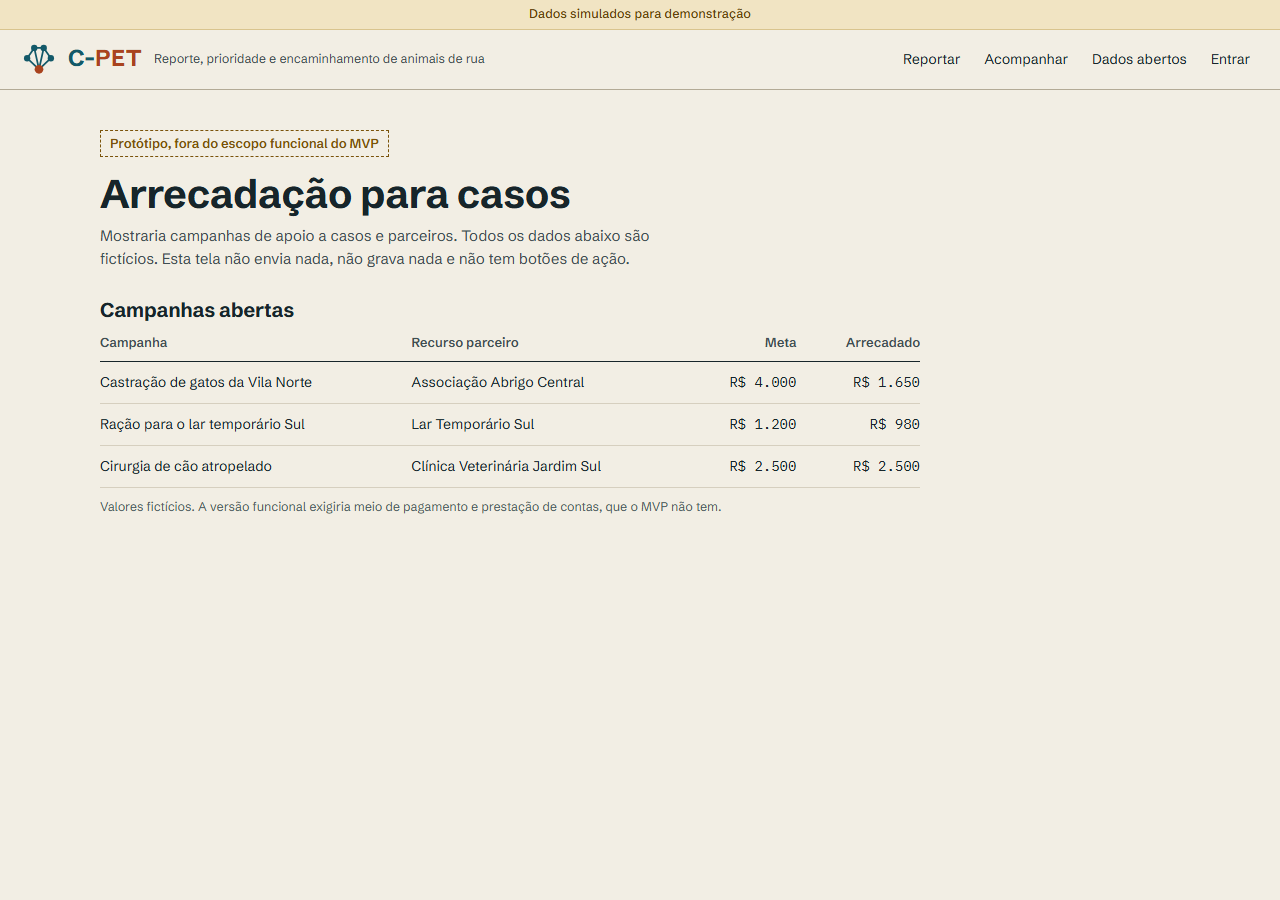 Dados simulados para demonstração
C-PET Reporte, prioridade e encaminhamento de animais de rua Reportar Acompanhar Dados abertos Entrar
Protótipo, fora do escopo funcional do MVP
Arrecadação para casos
Mostraria campanhas de apoio a casos e parceiros. Todos os dados abaixo são
fictícios. Esta tela não envia nada, não grava nada e não tem botões de ação.
Campanhas abertas
Campanha Recurso parceiro Meta Arrecadado
Castração de gatos da Vila Norte Associação Abrigo Central R$ 4.000 R$ 1.650
Ração para o lar temporário Sul Lar Temporário Sul R$ 1.200 R$ 980
Cirurgia de cão atropelado Clínica Veterinária Jardim Sul R$ 2.500 R$ 2.500
Valores fictícios. A versão funcional exigiria meio de pagamento e prestação de contas, que o MVP não tem.